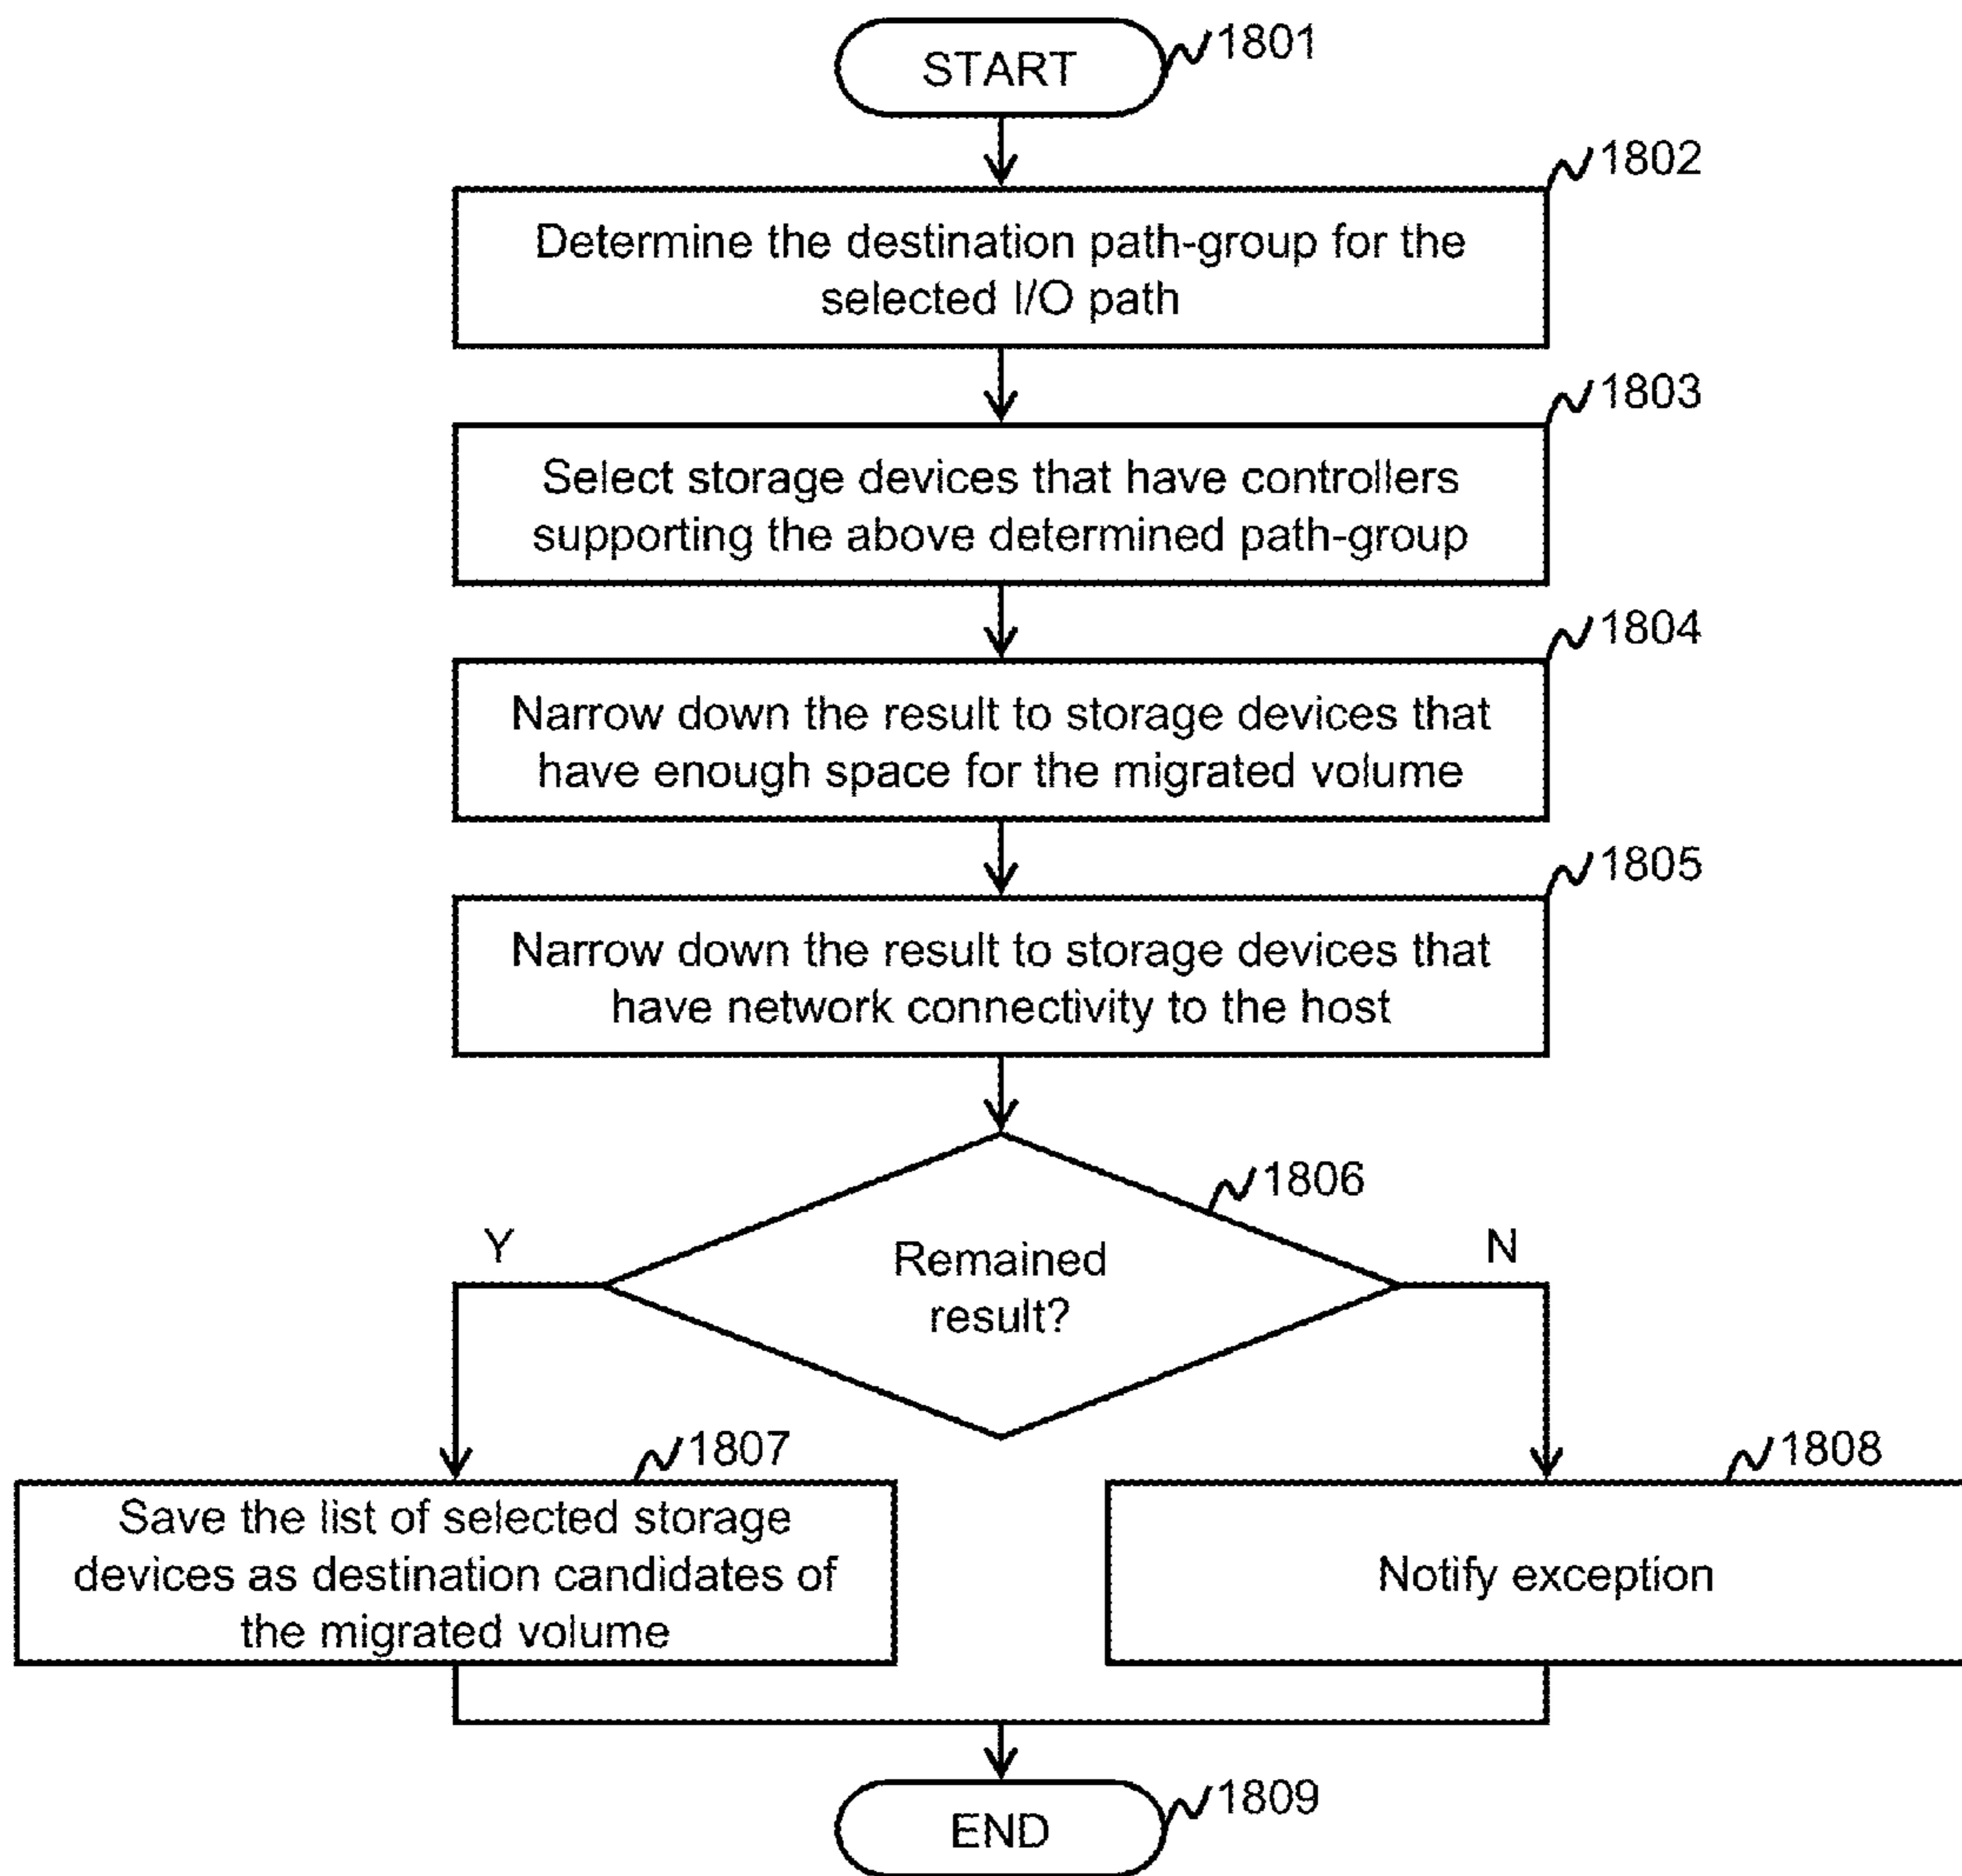 START
1801
1802
Determine the destination path-group for the
selected I/O path
1803
Select storage devices that have controllers
supporting the above determined path-group
1804
Narrow down the result to storage devices that
have enough space for the migrated volume
1805
Narrow down the result to storage devices that
have network connectivity to the host
1806
Y
Remained
result?
N
1807
Save the list of selected storage
devices as destination candidates of
the migrated volume
1808
Notify exception
END
1809